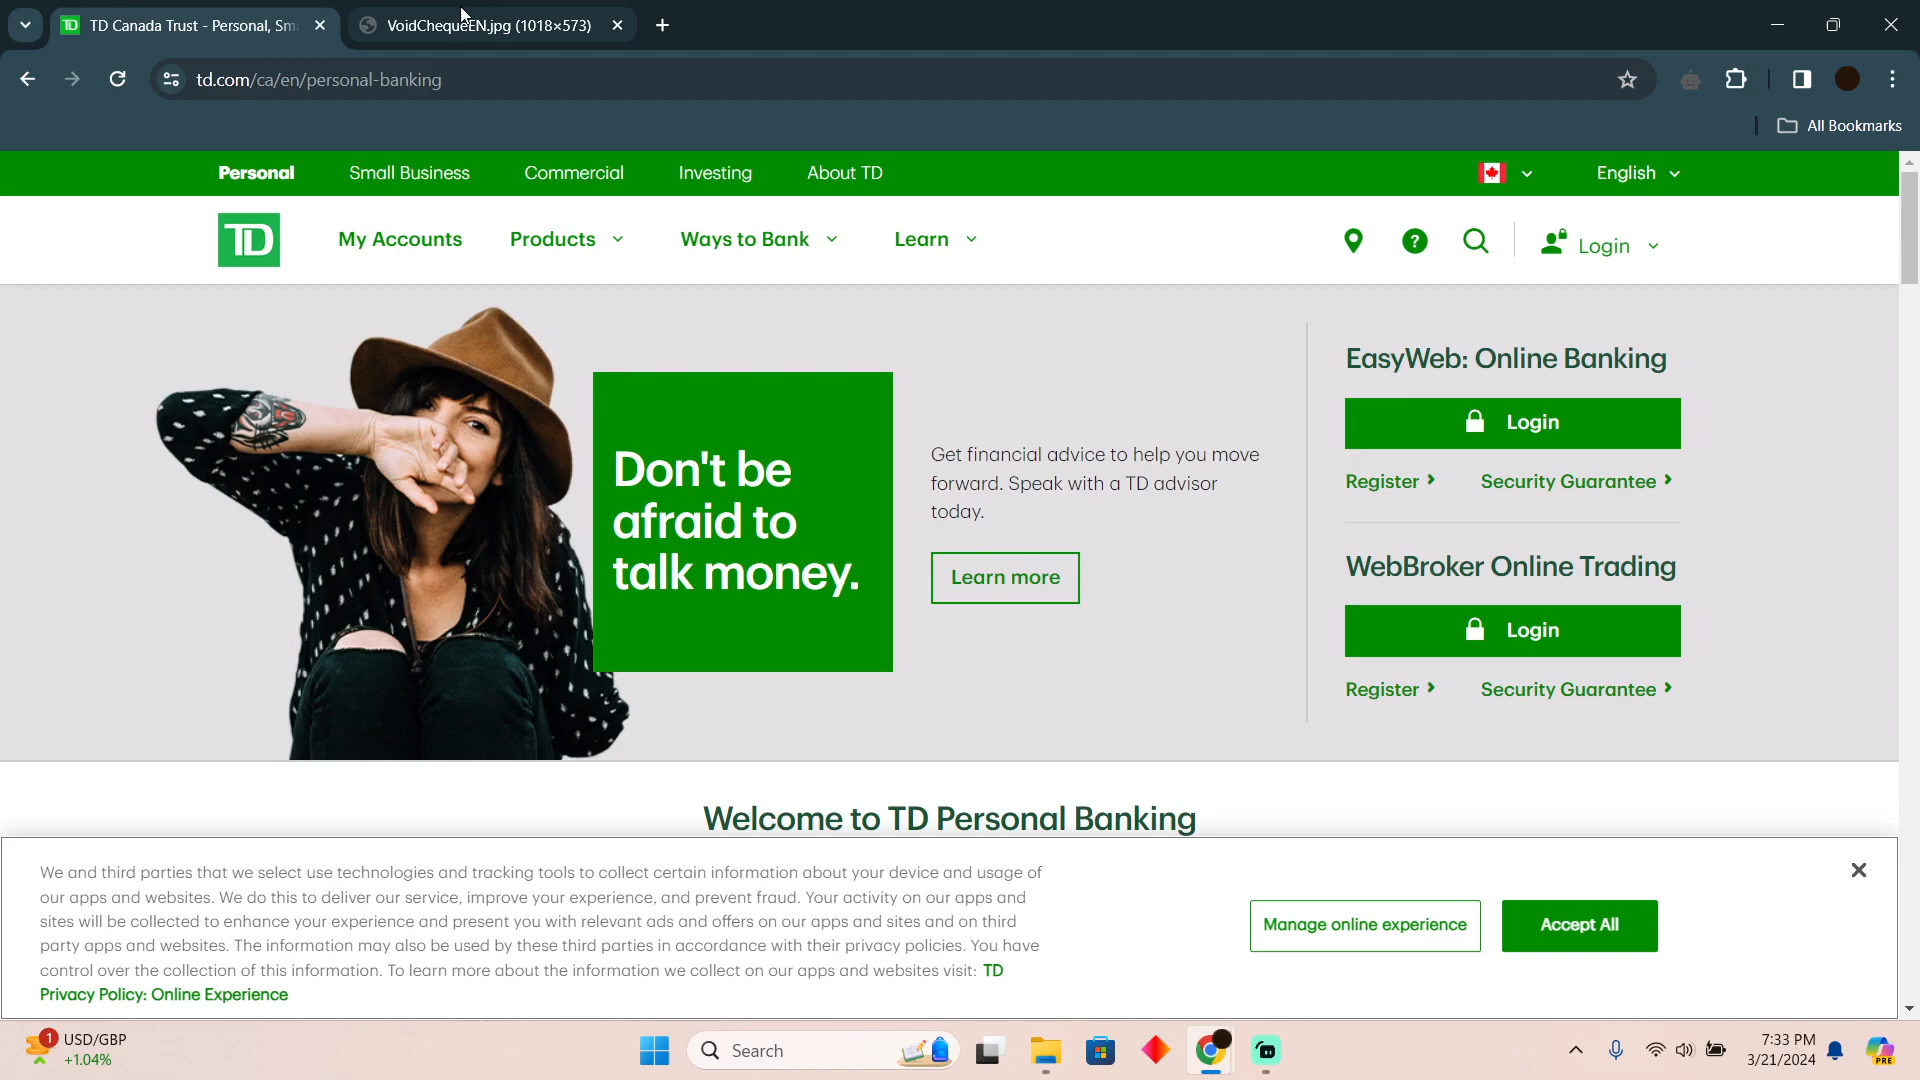 TD Canada Trust - Personal, Sm
VoidChequeEN.jpg (1018×573)
td.com/ca/en/personal-banking
All Bookmarks
Personal
Small Business
Commercial
Investing
About TD
English
TD
My Accounts
Products
Ways to Bank
Learn
?
Login
Don't be
afraid to
talk money.
Get financial advice to help you move
forward. Speak with a TD advisor
today.
Learn more
EasyWeb: Online Banking
Login
Register
Security Guarantee
WebBroker Online Trading
Login
Register
Security Guarantee
Welcome to TD Personal Banking
We and third parties that we select use technologies and tracking tools to collect certain information about your device and usage of
our apps and websites. We do this to deliver our service, improve your experience, and prevent fraud. Your activity on our apps and
sites will be collected to enhance your experience and present you with relevant ads and offers on our apps and sites and on third
party apps and websites. The information may also be used by these third parties in accordance with their privacy policies. You have
control over the collection of this information. To learn more about the information we collect on our apps and websites visit: TD
Privacy Policy: Online Experience
Manage online experience
Accept All
1
USD/GBP
+1.04%
Search
7:33 PM
3/21/2024
PRE